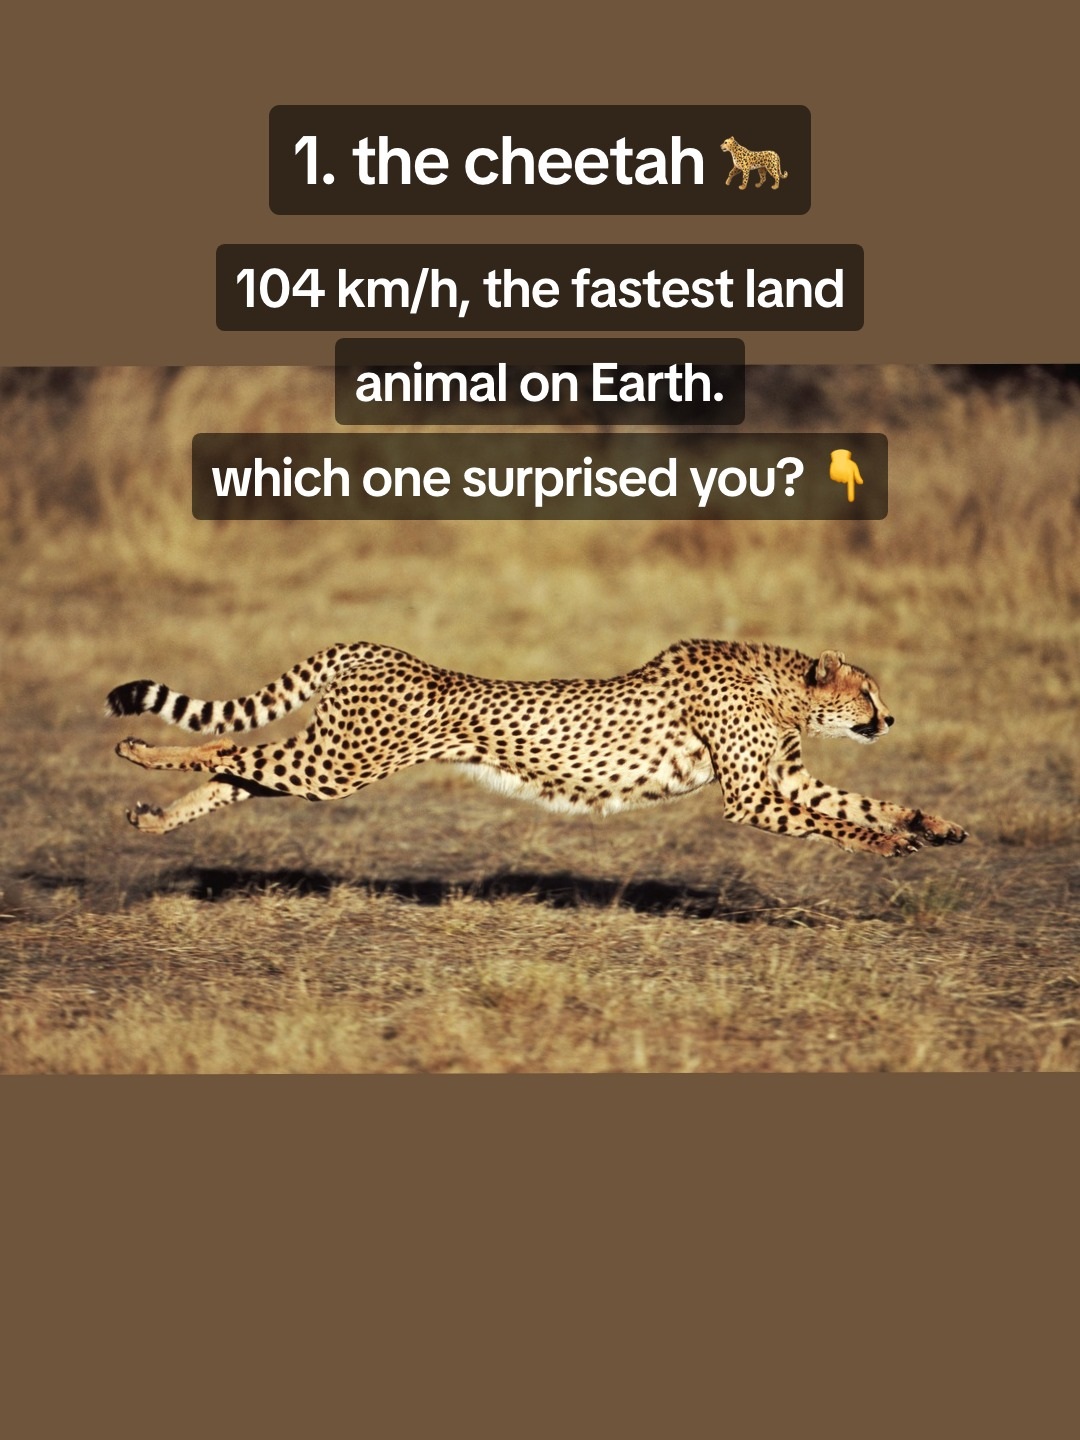 1. the cheetah 🐆
104 km/h, the fastest land
animal on Earth.
which one surprised you? 👇